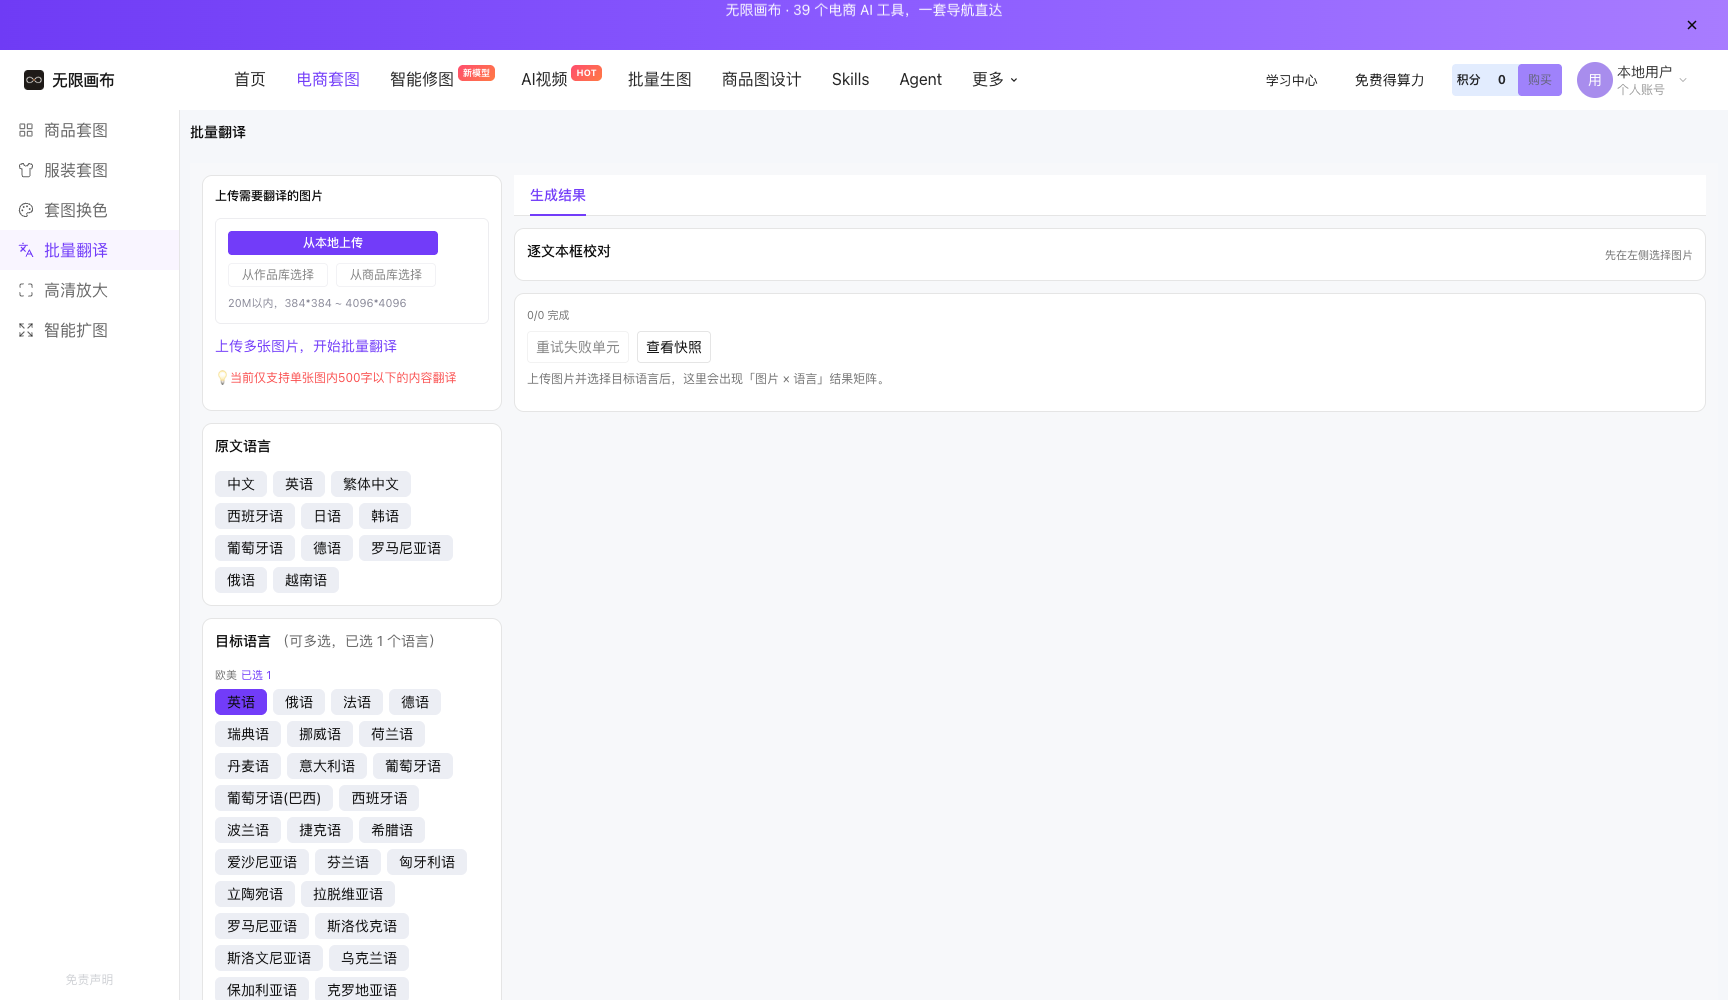 无限画布 · 39 个电商 AI 工具，一套导航直达
无限画布
首页
电商套图
智能修图
新模型
AI视频
HOT
批量生图
商品图设计
Skills
Agent
更多
学习中心
免费得算力
积分 0
购买
用
本地用户
个人账号
商品套图
服装套图
套图换色
批量翻译
高清放大
智能扩图
免责声明
批量翻译
上传需要翻译的图片
从本地上传
从作品库选择
从商品库选择
20M以内，384*384 ~ 4096*4096
上传多张图片，开始批量翻译
💡当前仅支持单张图内500字以下的内容翻译
原文语言
中文 英语 繁体中文
西班牙语 日语 韩语
葡萄牙语 德语 罗马尼亚语
俄语 越南语
目标语言 （可多选，已选 1 个语言）
欧美 已选 1
英语 俄语 法语 德语
瑞典语 挪威语 荷兰语
丹麦语 意大利语 葡萄牙语
葡萄牙语(巴西) 西班牙语
波兰语 捷克语 希腊语
爱沙尼亚语 芬兰语 匈牙利语
立陶宛语 拉脱维亚语
罗马尼亚语 斯洛伐克语
斯洛文尼亚语 乌克兰语
保加利亚语 克罗地亚语
生成结果
逐文本框校对
先在左侧选择图片
0/0 完成
重试失败单元
查看快照
上传图片并选择目标语言后，这里会出现「图片 × 语言」结果矩阵。